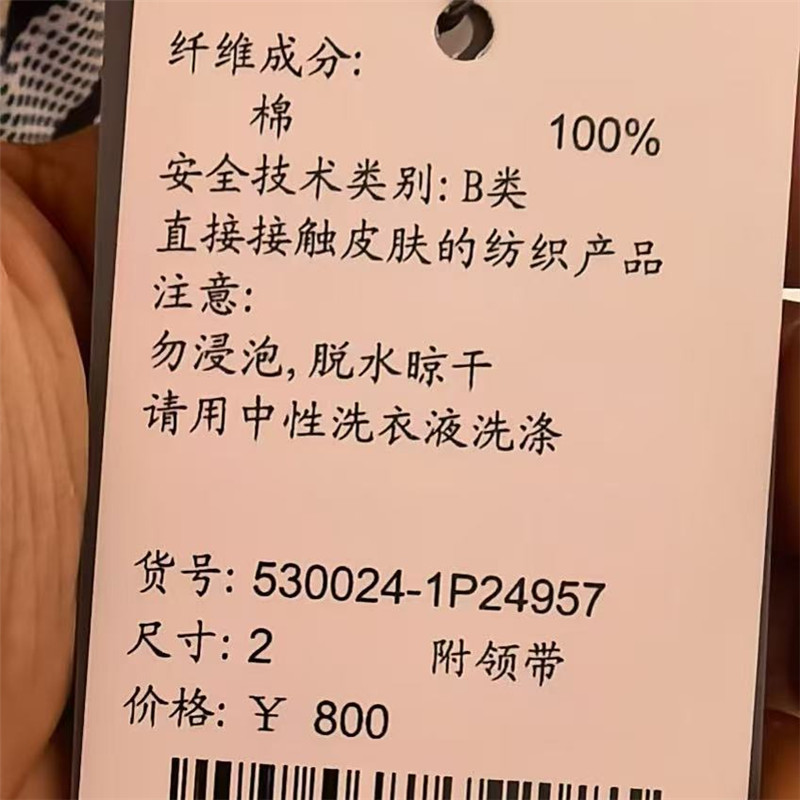 纤维成分:
棉 100%
安全技术类别: B类
直接接触皮肤的纺织产品
注意:
勿浸泡, 脱水晾干
请用中性洗衣液洗涤
货号: 530024-1P24957
尺寸: 2 附领带
价格: ¥ 800